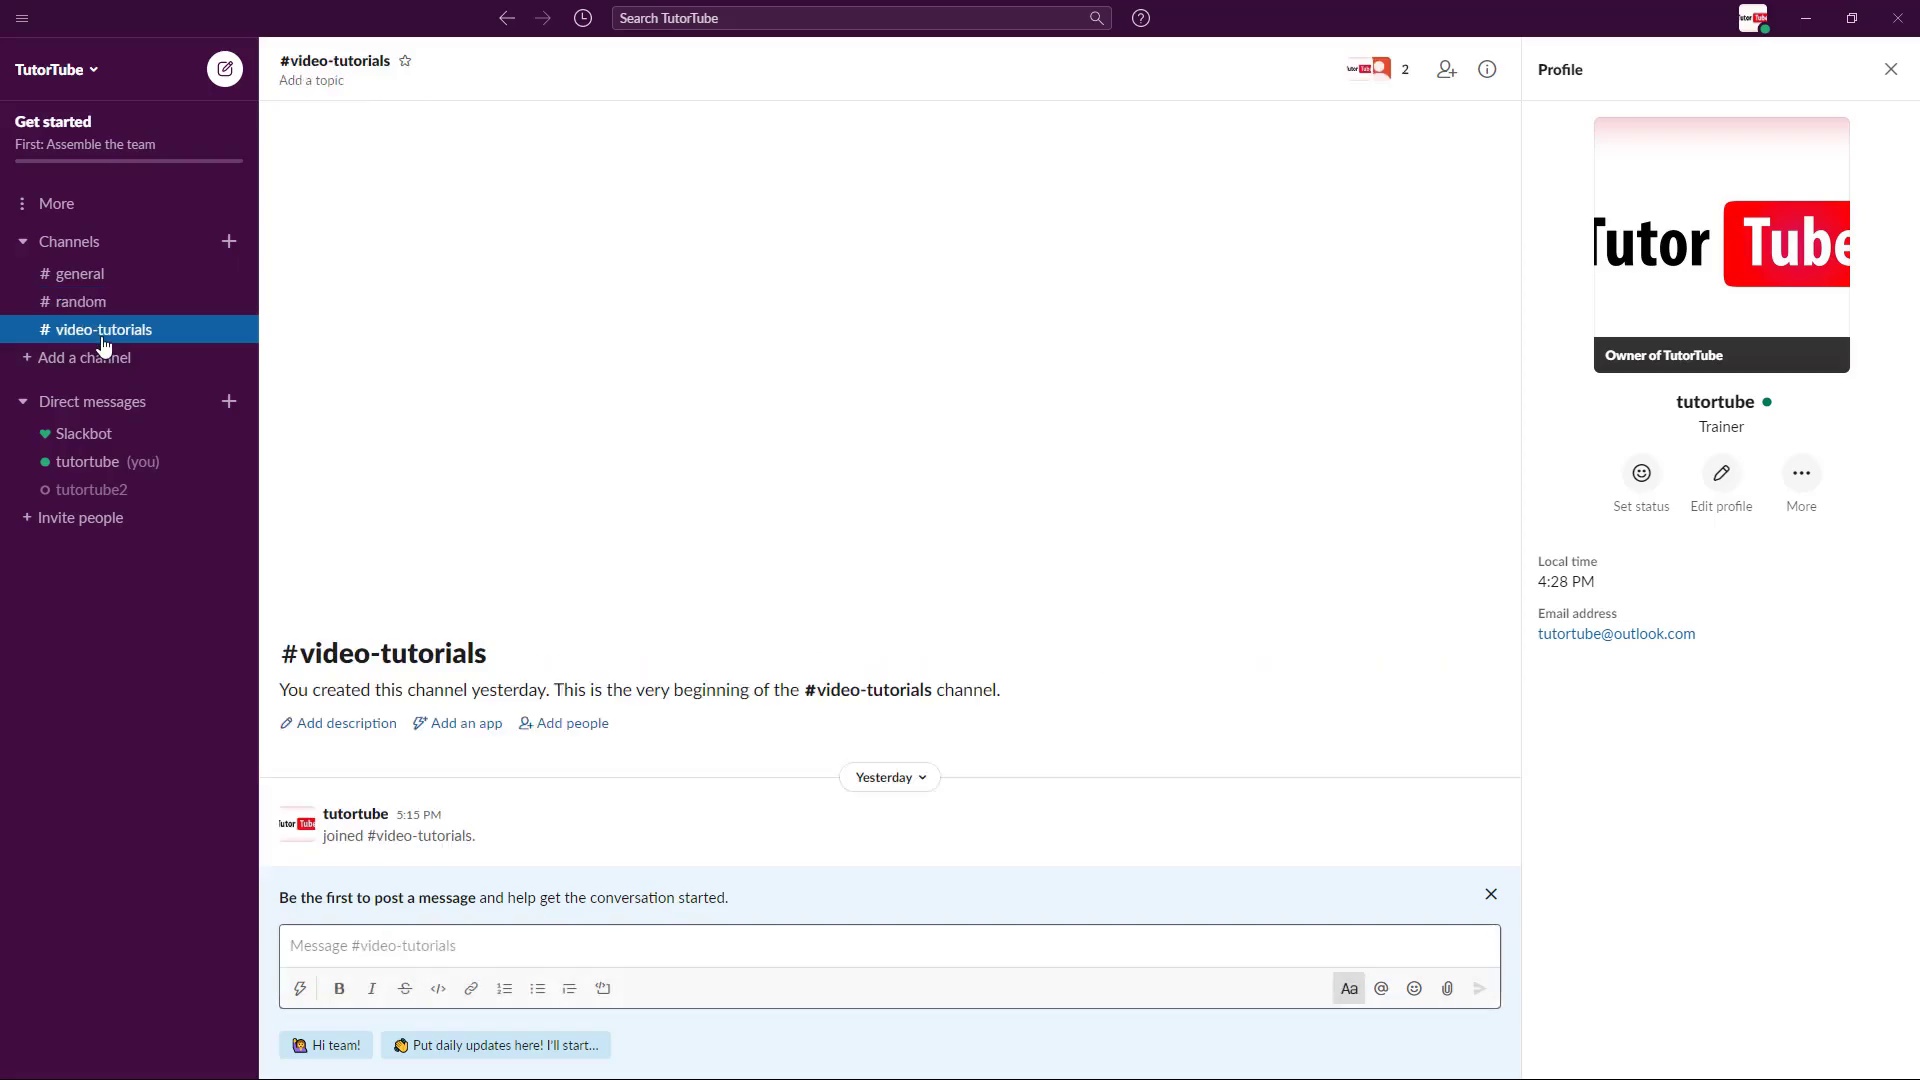 Search TutorTube
TutorTube
Get started
First: Assemble the team
More
Channels
# general
# random
# video-tutorials
+ Add a channel
Direct messages
Slackbot
tutortube (you)
tutortube2
+ Invite people
#video-tutorials
Add a topic
2
#video-tutorials
You created this channel yesterday. This is the very beginning of the #video-tutorials channel.
Add description Add an app Add people
Yesterday
Tutor Tube
tutortube 5:15 PM
joined #video-tutorials.
Be the first to post a message and help get the conversation started.
Message #video-tutorials
B I S Aa @
Hi team! Put daily updates here! I'll start...
Profile
Tutor Tube
Owner of TutorTube
tutortube
Trainer
Set status Edit profile More
Local time
4:28 PM
Email address
tutortube@outlook.com